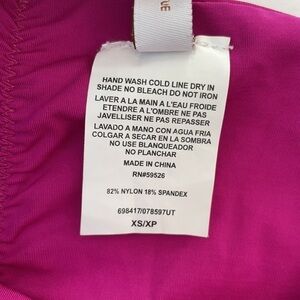 HAND WASH COLD LINE DRY IN
SHADE NO BLEACH DO NOT IRON
LAVER A LA MAIN A L'EAU FROIDE
ETENDRE A L'OMBRE NE PAS
JAVELLISER NE PAS REPASSER
LAVADO A MANO CON AGUA FRIA
COLGAR A SECAR EN LA SOMBRA
NO USE BLANQUEADOR
NO PLANCHAR
MADE IN CHINA
RN#59526
82% NYLON 18% SPANDEX
698417/078597UT
XS/XP